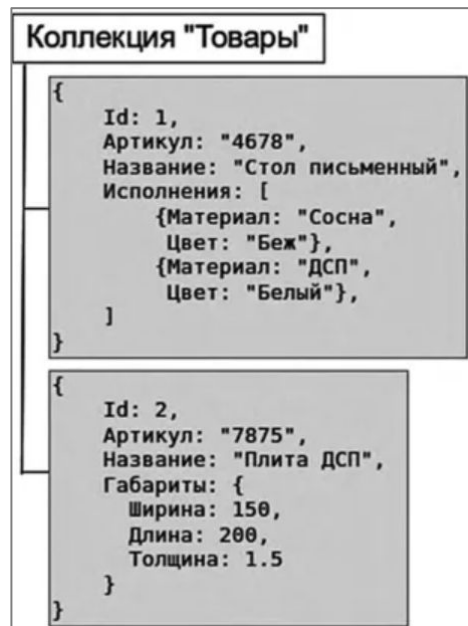 Коллекция "Товары"
{
Id: 1,
Артикул: "4678",
Название: "Стол письменный",
Исполнения: [
{Материал: "Сосна",
Цвет: "Беж"},
{Материал: "ДСП",
Цвет: "Белый"},
]
}
{
Id: 2,
Артикул: "7875",
Название: "Плита ДСП",
Габариты: {
Ширина: 150,
Длина: 200,
Толщина: 1.5
}
}